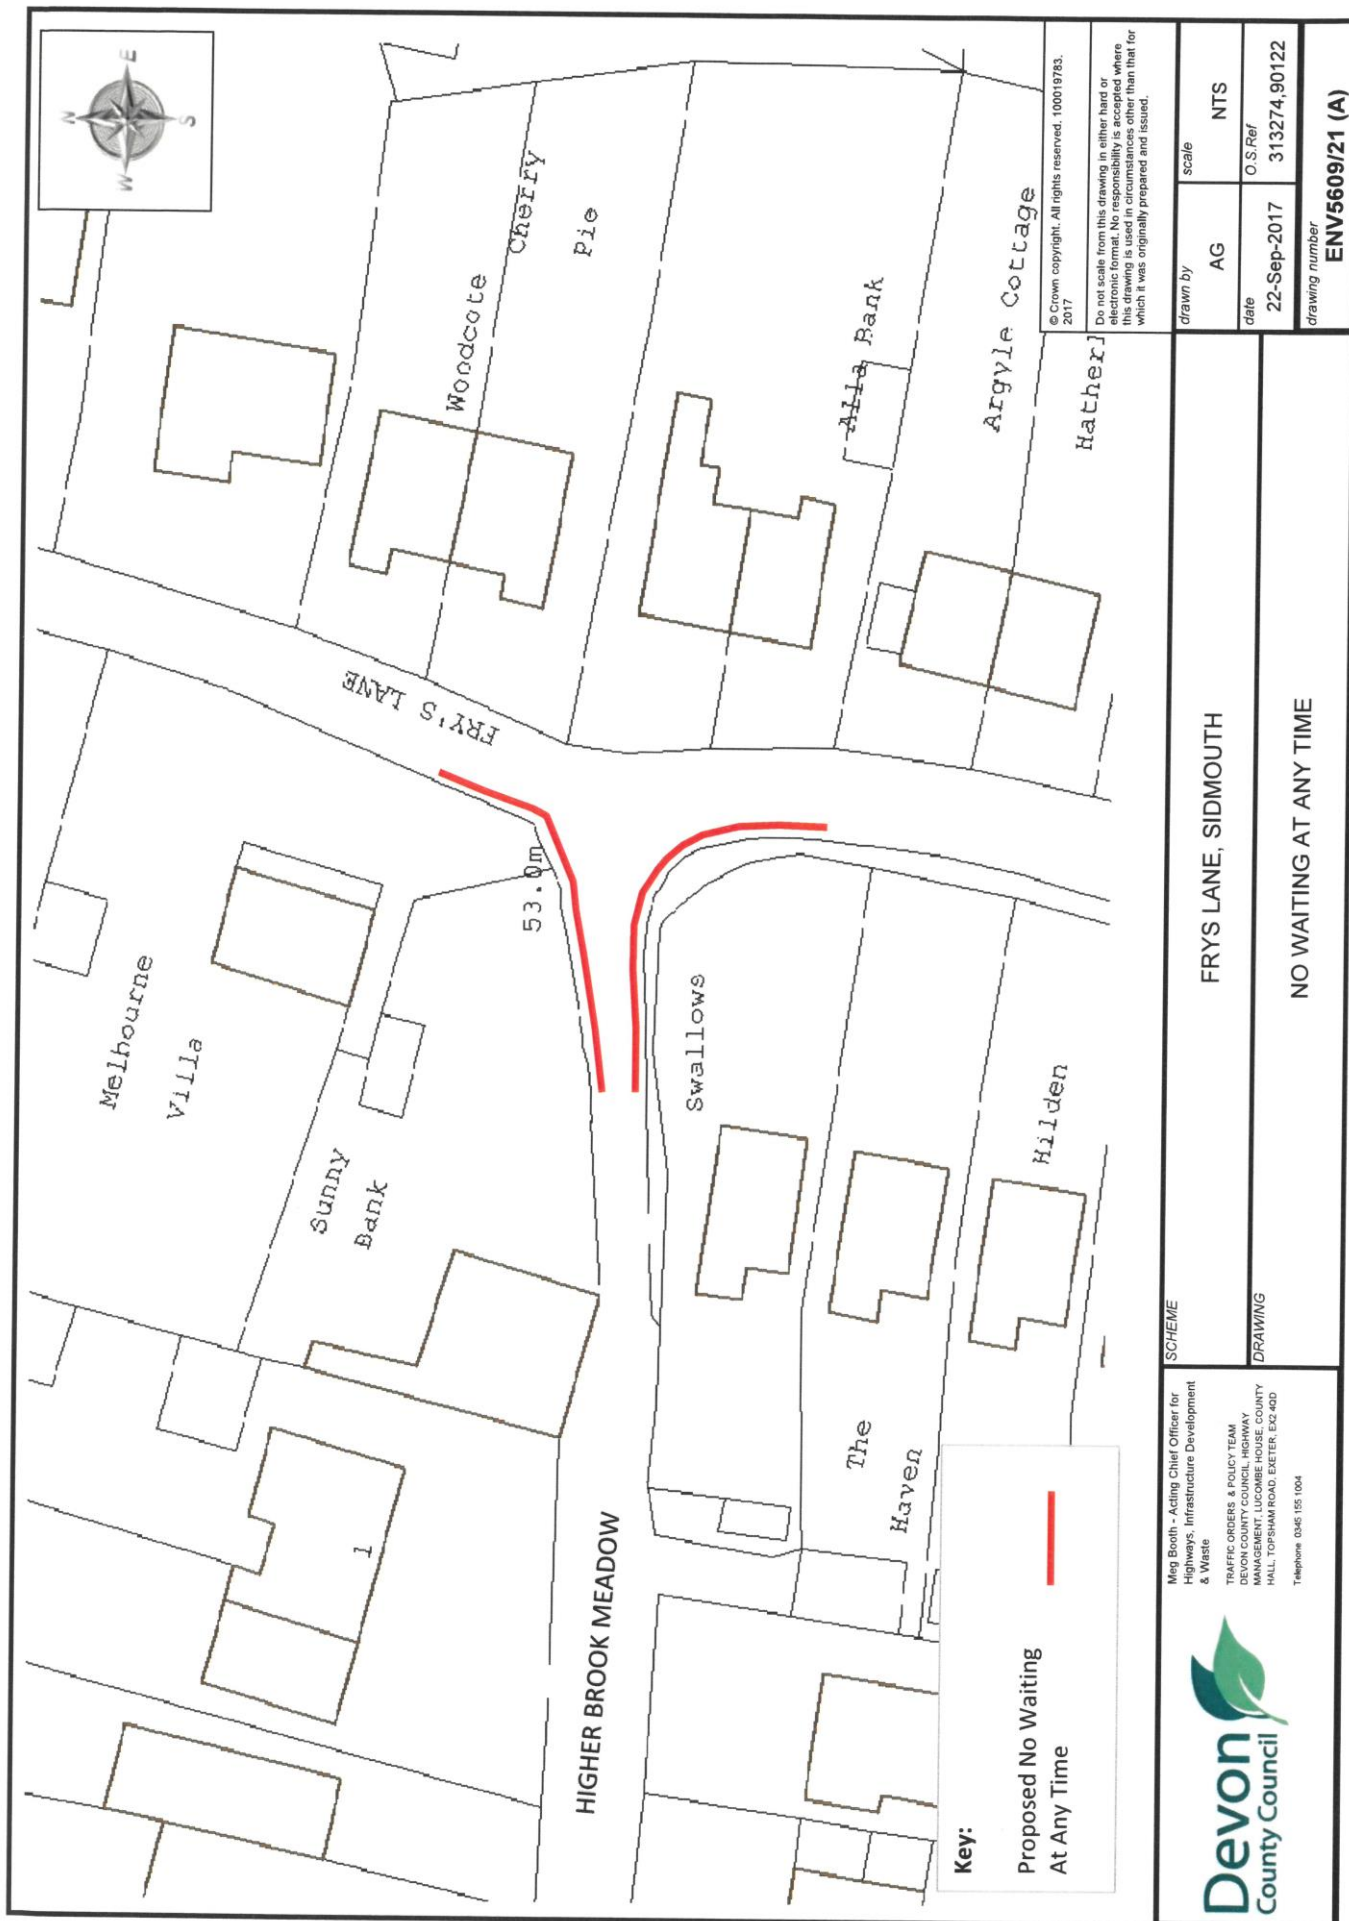 N
E
S
W
Cherry
Pie
Woodcote
Alla Bank
Argyle Cottage
Hatherl
FRY'S LANE
53.0m
Melbourne
Villa
Sunny
Bank
Swallows
Hilden
The
Haven
1
HIGHER BROOK MEADOW
Key:
Proposed No Waiting
At Any Time
© Crown copyright. All rights reserved. 100019783.
2017
Do not scale from this drawing in either hard or
electronic format. No responsibility is accepted where
this drawing is used in circumstances other than that for
which it was originally prepared and issued.
Devon
County Council
Meg Booth - Acting Chief Officer for
Highways, Infrastructure Development
& Waste
TRAFFIC ORDERS & POLICY TEAM
DEVON COUNTY COUNCIL, HIGHWAY
MANAGEMENT, LUCOMBE HOUSE, COUNTY
HALL, TOPSHAM ROAD, EXETER, EX2 4QD
Telephone 0345 155 1004
SCHEME
FRYS LANE, SIDMOUTH
DRAWING
NO WAITING AT ANY TIME
drawn by
AG
scale
NTS
date
22-Sep-2017
O.S.Ref
313274,90122
drawing number
ENV5609/21 (A)